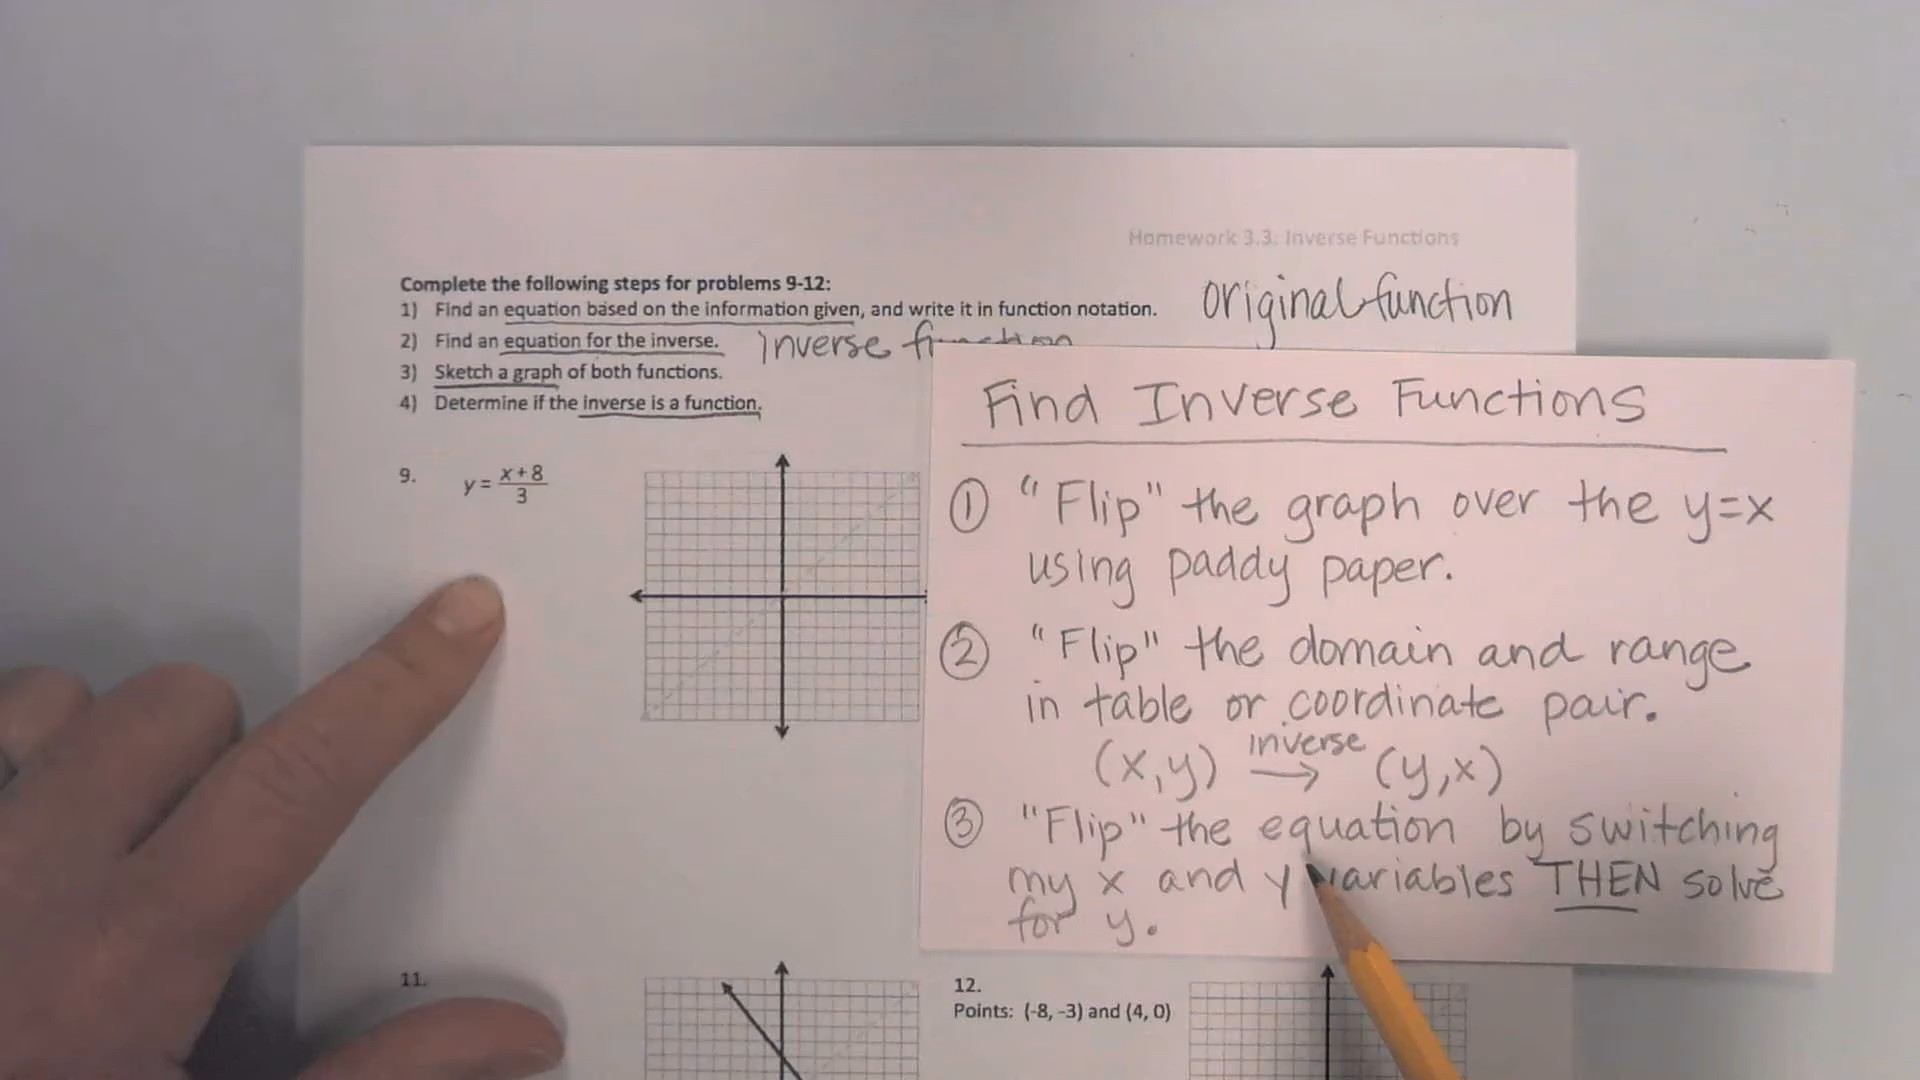 Homework 3.3: Inverse Functions
Complete the following steps for problems 9-12:
1) Find an equation based on the information given, and write it in function notation.
original function
2) Find an equation for the inverse.
inverse function
3) Sketch a graph of both functions.
4) Determine if the inverse is a function.
9. y = x+8/3
Find Inverse Functions
① "Flip" the graph over the y=x
using paddy paper.
② "Flip" the domain and range
in table or coordinate pair.
(x,y) inverse → (y,x)
③ "Flip" the equation by switching
my x and y variables THEN solve
for y.
11.
12.
Points: (-8, -3) and (4, 0)